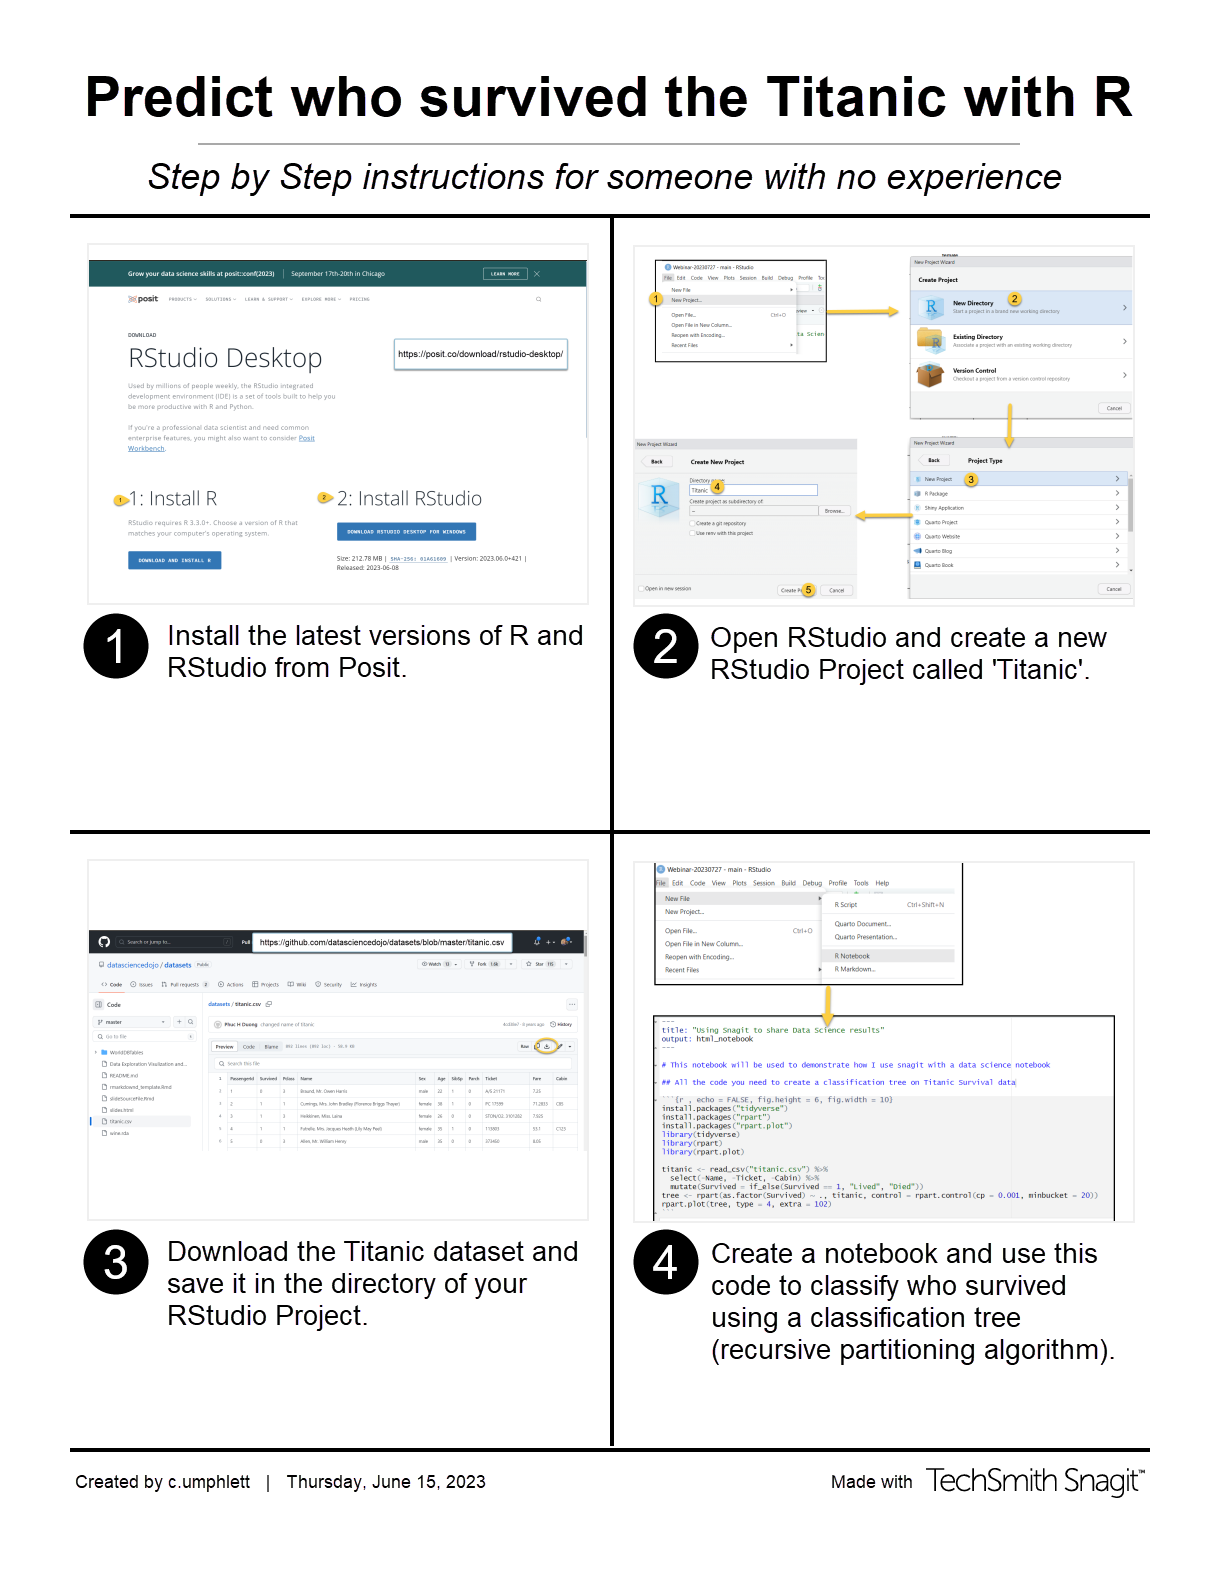 Predict who survived the Titanic with R
Step by Step instructions for someone with no experience
Grow your data science skills at posit::conf(2023) | September 17th-20th in Chicago
LEARN MORE
posit PRODUCTS SOLUTIONS LEARN & SUPPORT EXPLORE MORE PRICING
DOWNLOAD
RStudio Desktop
https://posit.co/download/rstudio-desktop/
Used by millions of people weekly, the RStudio integrated
development environment (IDE) is a set of tools built to help you
be more productive with R and Python.
If you're a professional data scientist and need common
enterprise features, you might also want to consider Posit
Workbench.
1 1: Install R
RStudio requires R 3.3.0+. Choose a version of R that
matches your computer's operating system.
DOWNLOAD AND INSTALL R
2 2: Install RStudio
DOWNLOAD RSTUDIO DESKTOP FOR WINDOWS
Size: 212.78 MB | SHA-256: 01A61609 | Version: 2023.06.0+421 |
Released: 2023-06-08
1 Install the latest versions of R and
RStudio from Posit.
Webinar-20230727 - main - RStudio
File Edit Code View Plots Session Build Debug Profile
New File
1 New Project...
Open File... Ctrl+O
Open File in New Column...
Reopen with Encoding...
Recent Files
New Project Wizard
Create Project
New Directory 2
Start a project in a brand new working directory
Existing Directory
Associate a project with an existing working directory
Version Control
Checkout a project from a version control repository
Cancel
New Project Wizard
Back Project Type
New Project 3
R Package
Shiny Application
Quarto Project
Quarto Website
Quarto Blog
Quarto Book
Cancel
New Project Wizard
Back Create New Project
Directory
4
Titanic
Create project as subdirectory of:
~ Browse...
Create a git repository
Use renv with this project
Open in new session
Create P 5 Cancel
2 Open RStudio and create a new
RStudio Project called 'Titanic'.
Search or jump to... Pull https://github.com/datasciencedojo/datasets/blob/master/titanic.csv
datasciencedojo / datasets Public
Watch Fork Star
Code Issues Pull requests 2 Actions Projects Wiki Security Insights
Code
master
Go to file
WorldDBTables
Data Exploration Visulization and...
README.md
rmarkdownd_template.Rmd
slideSourceFile.Rmd
slides.html
titanic.csv
wine.rda
datasets / titanic.csv
Phuc H Duong changed name of titanic
History
Preview Code Blame
Raw
Search this file
1 PassengerId Survived Pclass Name Sex Age SibSp Parch Ticket Fare Cabin
2 1 0 3 Braund, Mr. Owen Harris male 22 1 0 A/5 21171 7.25
3 2 1 1 Cumings, Mrs. John Bradley (Florence Briggs Thayer) female 38 1 0 PC 17599 71.2833 C85
4 3 1 3 Heikkinen, Miss. Laina female 26 0 0 STON/O2. 3101282 7.925
5 4 1 1 Futrelle, Mrs. Jacques Heath (Lily May Peel) female 35 1 0 113803 53.1 C123
6 5 0 3 Allen, Mr. William Henry male 35 0 0 373450 8.05
3 Download the Titanic dataset and
save it in the directory of your
RStudio Project.
Webinar-20230727 - main - RStudio
File Edit Code View Plots Session Build Debug Profile Tools Help
New File
New Project...
Open File... Ctrl+O
Open File in New Column...
Reopen with Encoding...
Recent Files
R Script Ctrl+Shift+N
Quarto Document...
Quarto Presentation...
R Notebook
R Markdown...
---
title: "Using Snagit to share Data Science results"
output: html_notebook
---
# This notebook will be used to demonstrate how I use snagit with a data science notebook
## All the code you need to create a classification tree on Titanic Survival data
```{r , echo = FALSE, fig.height = 6, fig.width = 10}
install.packages("tidyverse")
install.packages("rpart")
install.packages("rpart.plot")
library(tidyverse)
library(rpart)
library(rpart.plot)
titanic <- read_csv("titanic.csv") %>%
select(-Name, -Ticket, -Cabin) %>%
mutate(Survived = if_else(Survived == 1, "Lived", "Died"))
tree <- rpart(as.factor(Survived) ~ ., titanic, control = rpart.control(cp = 0.001, minbucket = 20))
rpart.plot(tree, type = 4, extra = 102)
4 Create a notebook and use this
code to classify who survived
using a classification tree
(recursive partitioning algorithm).
Created by c.umphlett | Thursday, June 15, 2023
Made with TechSmith Snagit™